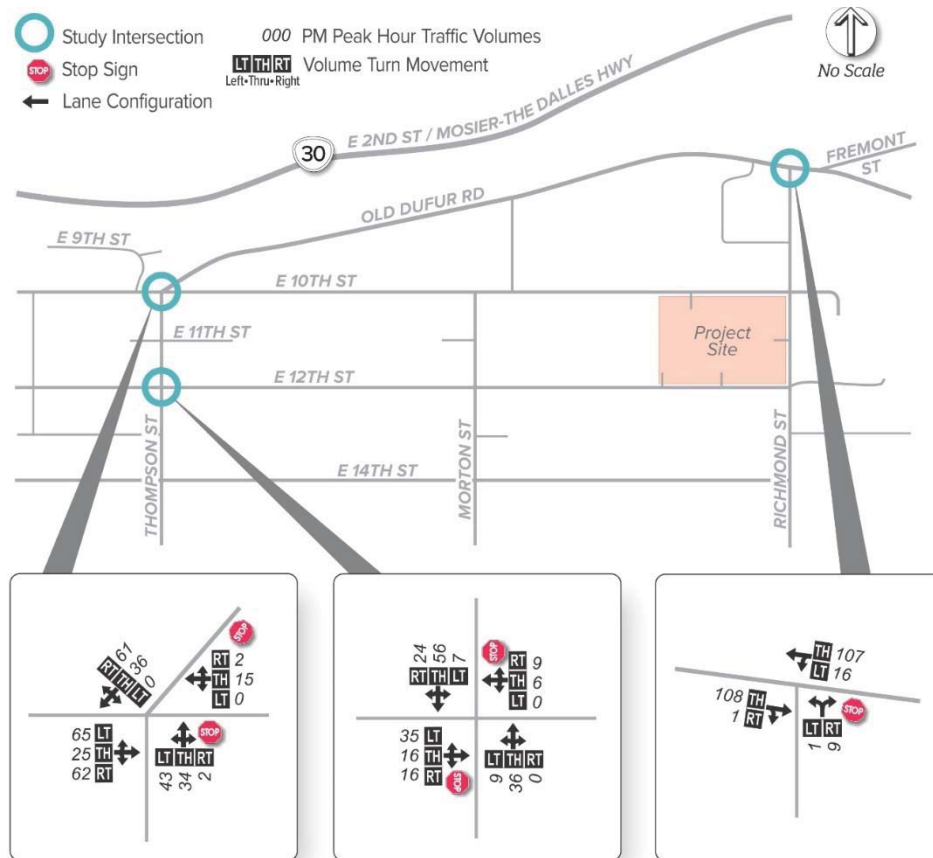 Study Intersection
STOP
Stop Sign
Lane Configuration
000 PM Peak Hour Traffic Volumes
LT TH RT Volume Turn Movement
Left•Thru•Right
No Scale
E 2ND ST / MOSIER-THE DALLES HWY
30
FREMONT
ST
OLD DUFUR RD
E 9TH ST
E 10TH ST
E 11TH ST
Project
Site
E 12TH ST
THOMPSON ST
MORTON ST
RICHMOND ST
E 14TH ST
61 36 0
RT TH LT
STOP
RT 2
TH 15
LT 0
65 LT
25 TH
62 RT
STOP
LT TH RT
43 34 2
24 56 7
RT TH LT
STOP
RT 9
TH 6
LT 0
35 LT
16 TH
16 RT
STOP
LT TH RT
9 36 0
TH 107
LT 16
108 TH
1 RT
STOP
LT RT
1 9